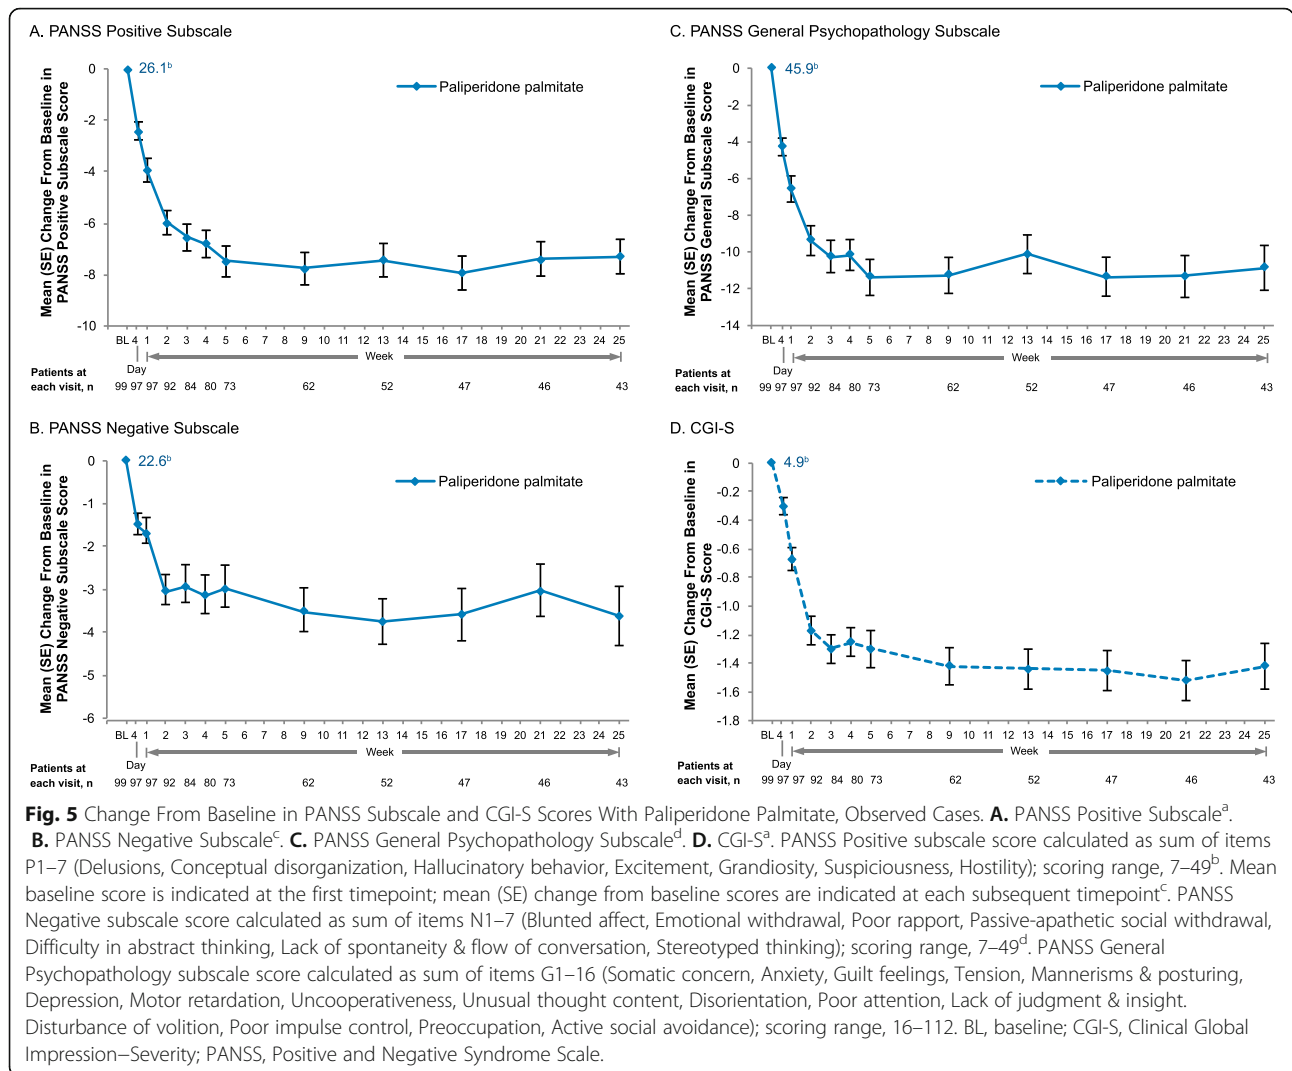 A. PANSS Positive Subscale
Mean (SE) Change From Baseline in
PANSS Positive Subscale Score
0
-2
-4
-6
-8
-10
26.1b
Paliperidone palmitate
BL 4 1 2 3 4 5 6 7 8 9 10 11 12 13 14 15 16 17 18 19 20 21 22 23 24 25
Day
Week
Patients at
each visit, n
99 97 97 92 84 80 73 62 52 47 46 43
C. PANSS General Psychopathology Subscale
Mean (SE) Change From Baseline in
PANSS General Subscale Score
0
-2
-4
-6
-8
-10
-12
-14
45.9b
Paliperidone palmitate
BL 4 1 2 3 4 5 6 7 8 9 10 11 12 13 14 15 16 17 18 19 20 21 22 23 24 25
Day
Week
Patients at
each visit, n
99 97 97 92 84 80 73 62 52 47 46 43
B. PANSS Negative Subscale
Mean (SE) Change From Baseline in
PANSS Negative Subscale Score
0
-1
-2
-3
-4
-5
-6
22.6b
Paliperidone palmitate
BL 4 1 2 3 4 5 6 7 8 9 10 11 12 13 14 15 16 17 18 19 20 21 22 23 24 25
Day
Week
Patients at
each visit, n
99 97 97 92 84 80 73 62 52 47 46 43
D. CGI-S
Mean (SE) Change From Baseline in
CGI-S Score
0
-0.2
-0.4
-0.6
-0.8
-1.0
-1.2
-1.4
-1.6
-1.8
4.9b
Paliperidone palmitate
BL 4 1 2 3 4 5 6 7 8 9 10 11 12 13 14 15 16 17 18 19 20 21 22 23 24 25
Day
Week
Patients at
each visit, n
99 97 97 92 84 80 73 62 52 47 46 43
Fig. 5 Change From Baseline in PANSS Subscale and CGI-S Scores With Paliperidone Palmitate, Observed Cases. A. PANSS Positive Subscalea.
B. PANSS Negative Subscalec. C. PANSS General Psychopathology Subscaled. D. CGI-Sa. PANSS Positive subscale score calculated as sum of items
P1–7 (Delusions, Conceptual disorganization, Hallucinatory behavior, Excitement, Grandiosity, Suspiciousness, Hostility); scoring range, 7–49b. Mean
baseline score is indicated at the first timepoint; mean (SE) change from baseline scores are indicated at each subsequent timepointc. PANSS
Negative subscale score calculated as sum of items N1–7 (Blunted affect, Emotional withdrawal, Poor rapport, Passive-apathetic social withdrawal,
Difficulty in abstract thinking, Lack of spontaneity & flow of conversation, Stereotyped thinking); scoring range, 7–49d. PANSS General
Psychopathology subscale score calculated as sum of items G1–16 (Somatic concern, Anxiety, Guilt feelings, Tension, Mannerisms & posturing,
Depression, Motor retardation, Uncooperativeness, Unusual thought content, Disorientation, Poor attention, Lack of judgment & insight.
Disturbance of volition, Poor impulse control, Preoccupation, Active social avoidance); scoring range, 16–112. BL, baseline; CGI-S, Clinical Global
Impression−Severity; PANSS, Positive and Negative Syndrome Scale.